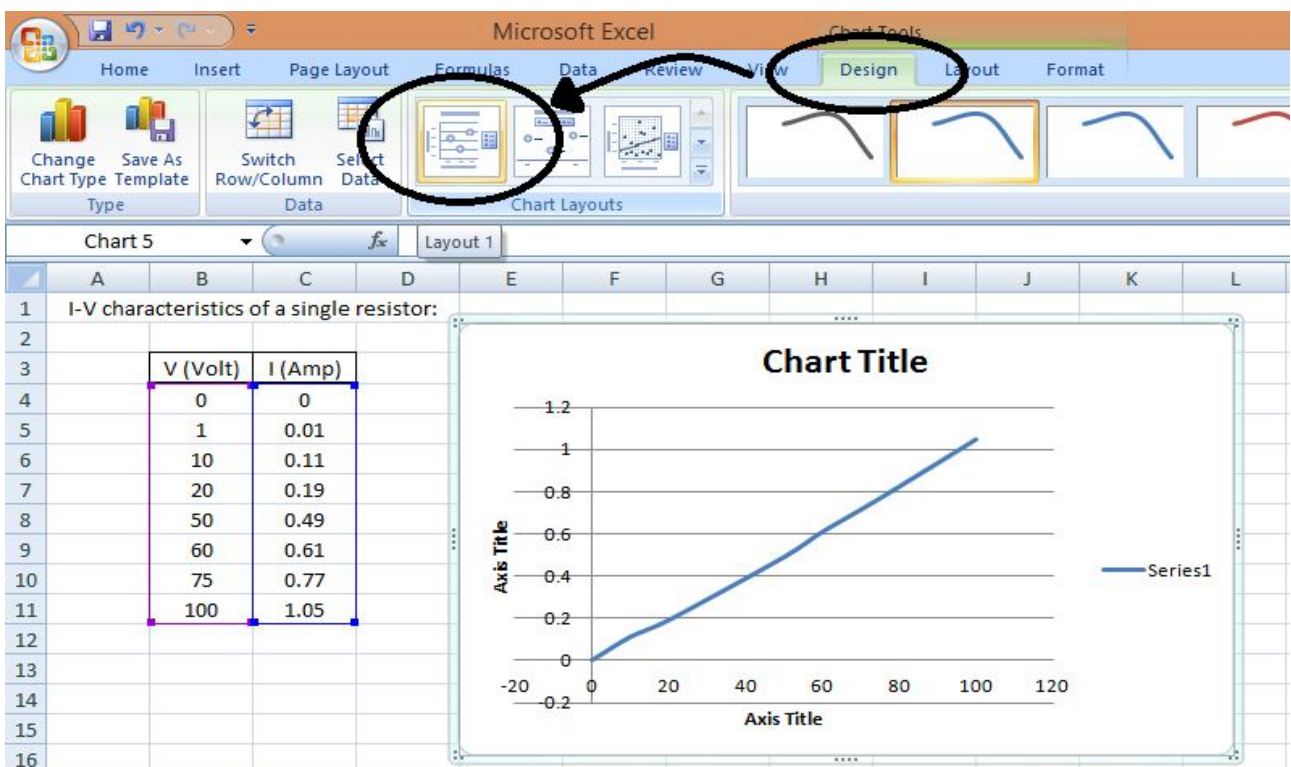 Microsoft Excel
Chart Tools
Home Insert Page Layout Formulas Data Review View Design Layout Format
Change Chart Type
Save As Template
Switch Row/Column
Select Data
Type
Data
Chart Layouts
Chart 5
fx
Layout 1
A B C D E F G H I J K L
1 I-V characteristics of a single resistor:
2
3 V (Volt) I (Amp)
4 0 0
5 1 0.01
6 10 0.11
7 20 0.19
8 50 0.49
9 60 0.61
10 75 0.77
11 100 1.05
12
13
14
15
16
Chart Title
1.2
1
0.8
0.6
0.4
0.2
0
-0.2
Axis Title
-20 0 20 40 60 80 100 120
Axis Title
Series1